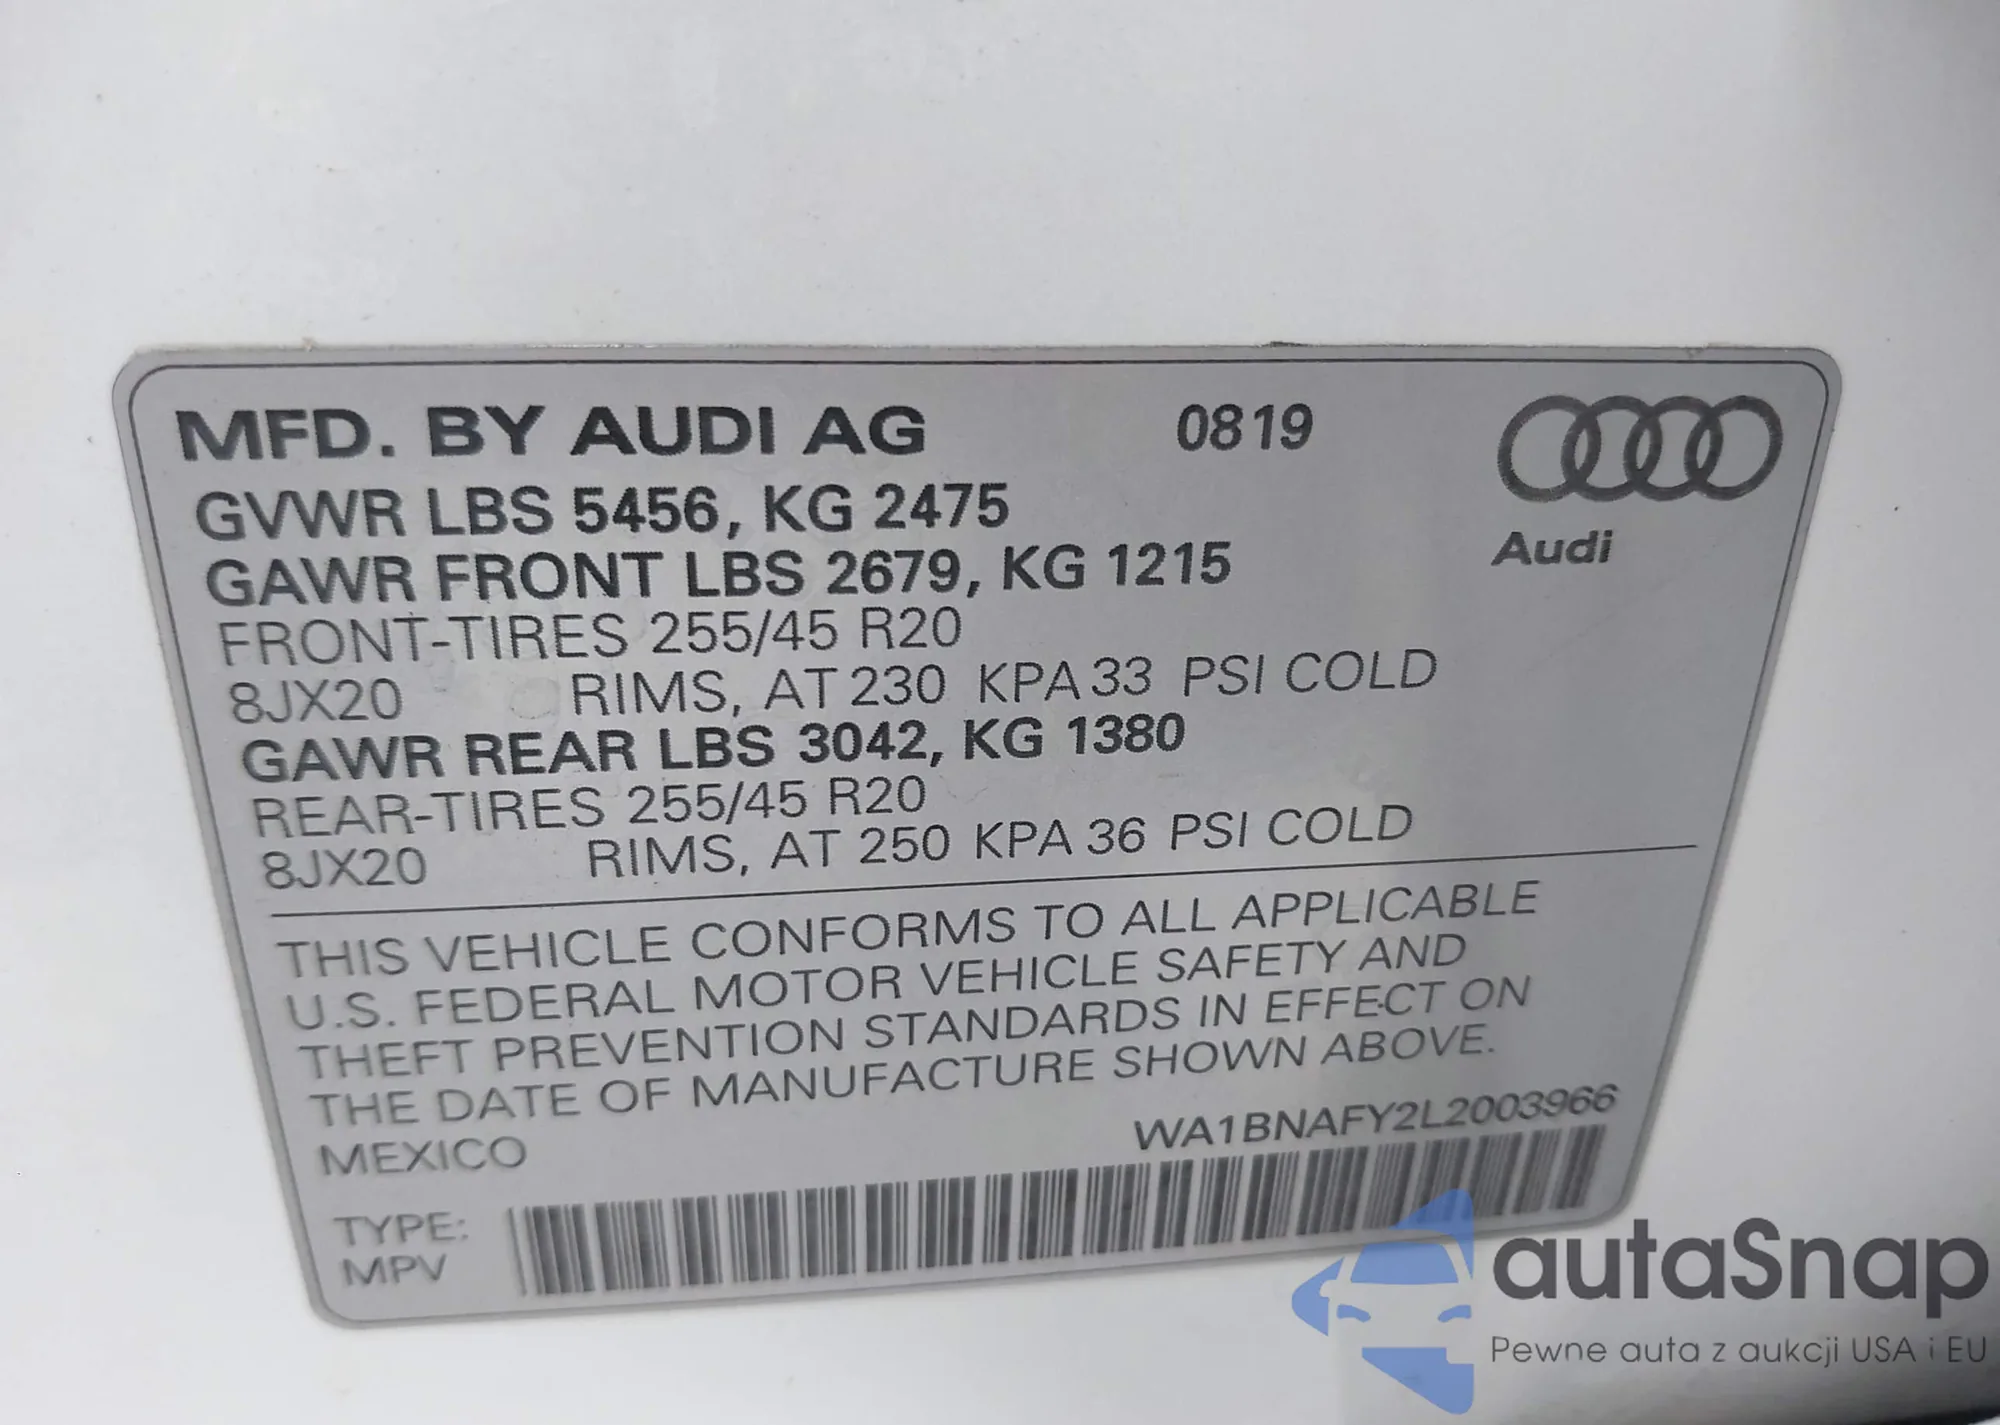 MFD. BY AUDI AG 0819
GVWR LBS 5456, KG 2475
GAWR FRONT LBS 2679, KG 1215
Audi
FRONT-TIRES 255/45 R20
8JX20 RIMS, AT 230 KPA 33 PSI COLD
GAWR REAR LBS 3042, KG 1380
REAR-TIRES 255/45 R20
8JX20 RIMS, AT 250 KPA 36 PSI COLD
THIS VEHICLE CONFORMS TO ALL APPLICABLE
U.S. FEDERAL MOTOR VEHICLE SAFETY AND
THEFT PREVENTION STANDARDS IN EFFECT ON
THE DATE OF MANUFACTURE SHOWN ABOVE.
MEXICO WA1BNAFY2L2003966
TYPE:
MPV
autaSnap
Pewne auta z aukcji USA i EU